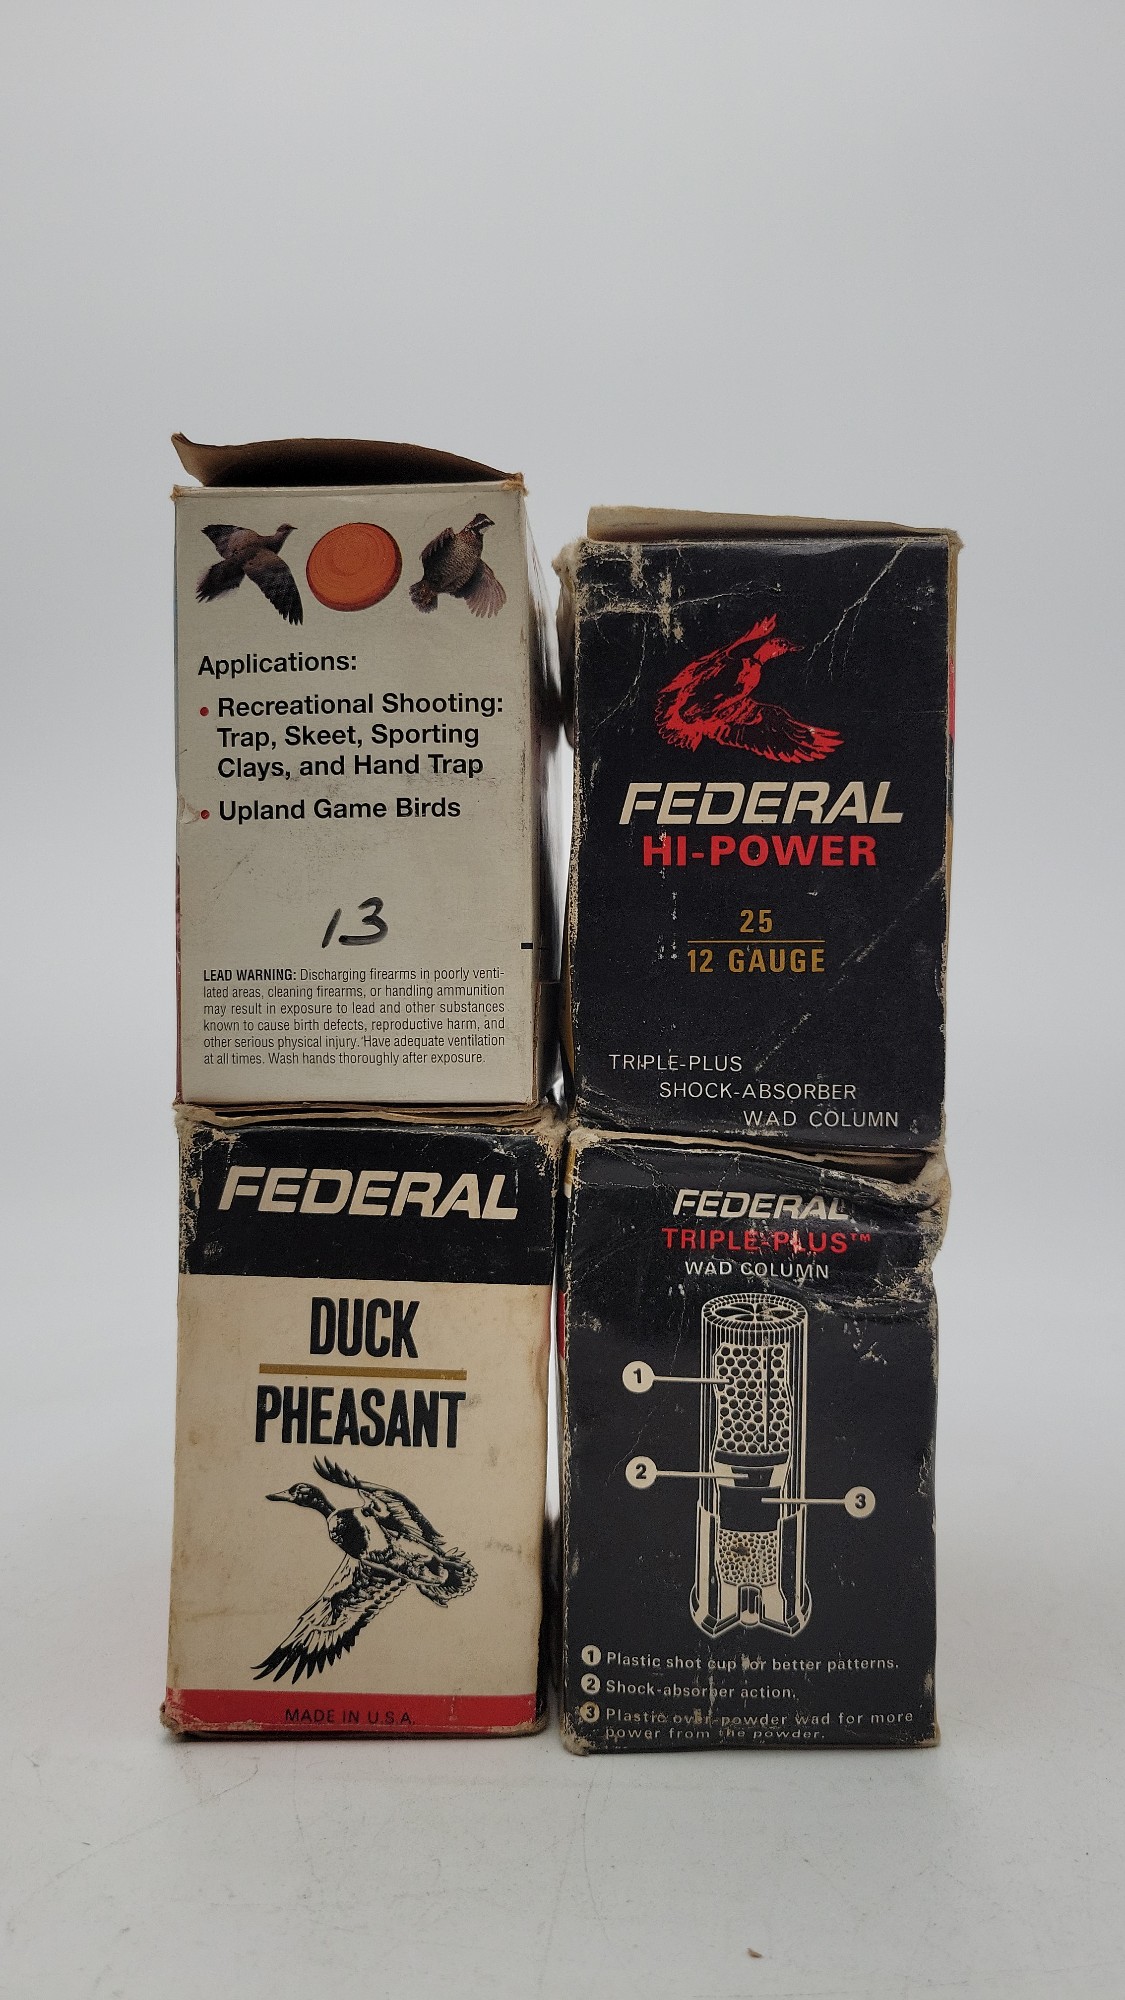 Applications:
• Recreational Shooting:
Trap, Skeet, Sporting
Clays, and Hand Trap
• Upland Game Birds
13
LEAD WARNING: Discharging firearms in poorly venti-
lated areas, cleaning firearms, or handling ammunition
may result in exposure to lead and other substances
known to cause birth defects, reproductive harm, and
other serious physical injury. Have adequate ventilation
at all times. Wash hands thoroughly after exposure.
FEDERAL
HI-POWER
25
12 GAUGE
TRIPLE-PLUS
SHOCK-ABSORBER
WAD COLUMN
FEDERAL
DUCK
PHEASANT
MADE IN U.S.A.
FEDERAL
TRIPLE-PLUS™
WAD COLUMN
1
2
3
1 Plastic shot cup for better patterns.
2 Shock-absorber action.
3 Plastic over-powder wad for more
power from the powder.